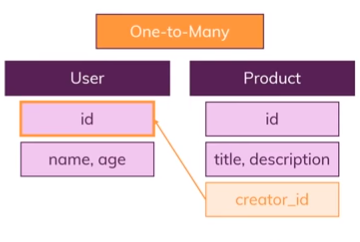 One-to-Many
User
Product
id
id
name, age
title, description
creator_id